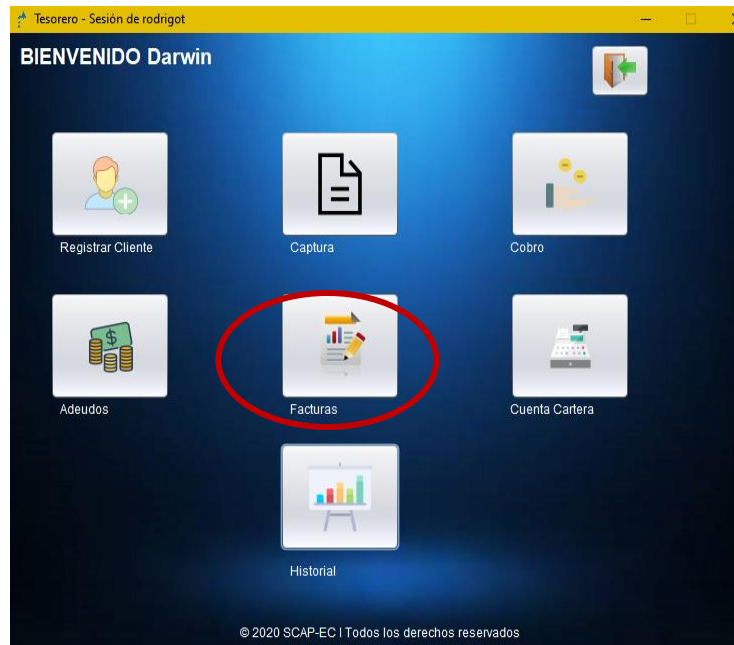 Tesorero - Sesión de rodrigot
BIENVENIDO Darwin
Registrar Cliente
Captura
Cobro
$
Adeudos
Facturas
Cuenta Cartera
Historial
© 2020 SCAP-EC l Todos los derechos reservados